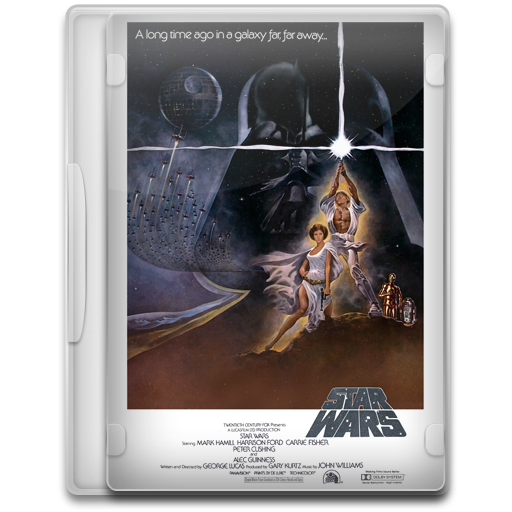 A long time ago in a galaxy far, far away...
STAR
WARS
TWENTIETH CENTURY-FOX Presents
A LUCASFILM LTD. PRODUCTION
STAR WARS
Starring MARK HAMILL HARRISON FORD CARRIE FISHER
PETER CUSHING
and
ALEC GUINNESS
Written and Directed by GEORGE LUCAS Produced by GARY KURTZ Music by JOHN WILLIAMS
PANAVISION PRINTS BY DE LUXE TECHNICOLOR
DOLBY SYSTEM